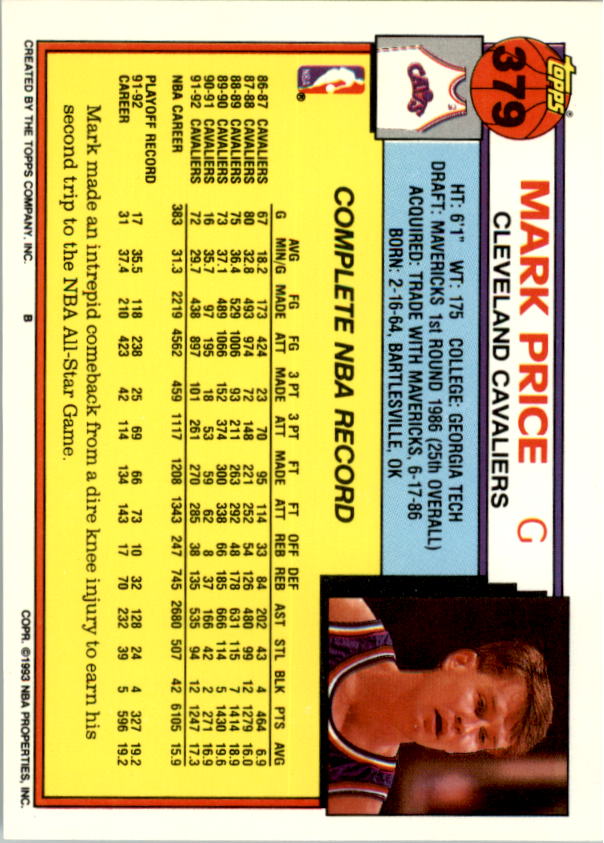 topps®
379
CAVS
MARK PRICE G
CLEVELAND CAVALIERS
HT: 6'1" WT: 175 COLLEGE: GEORGIA TECH
DRAFT: MAVERICKS 1st ROUND 1986 (25th OVERALL)
ACQUIRED: TRADE WITH MAVERICKS, 6-17-86
BORN: 2-16-64, BARTLESVILLE, OK
NBA®
COMPLETE NBA RECORD
G AVG MIN/G FG MADE FG ATT 3 PT MADE 3 PT ATT FT MADE FT ATT OFF REB DEF REB AST STL BLK PTS AVG
86-87 CAVALIERS 67 18.2 173 424 23 70 95 114 33 84 202 43 4 464 6.9
87-88 CAVALIERS 80 32.8 493 974 72 148 221 252 54 126 480 99 12 1279 16.0
88-89 CAVALIERS 75 36.4 529 1006 93 211 263 292 48 178 631 115 7 1414 18.9
89-90 CAVALIERS 73 37.1 489 1066 152 374 300 338 66 185 666 114 5 1430 19.6
90-91 CAVALIERS 16 35.7 97 195 18 53 59 62 8 37 166 42 2 271 16.9
91-92 CAVALIERS 72 29.7 438 897 101 261 270 285 38 135 535 94 12 1247 17.3
NBA CAREER 383 31.3 2219 4562 459 1117 1208 1343 247 745 2680 507 42 6105 15.9
PLAYOFF RECORD
91-92 17 35.5 118 238 25 69 66 73 10 32 128 24 4 327 19.2
CAREER 31 37.4 210 423 42 114 134 143 17 70 232 39 5 596 19.2
Mark made an intrepid comeback from a dire knee injury to earn his
second trip to the NBA All-Star Game.
CREATED BY THE TOPPS COMPANY, INC. B COPR. ©1993 NBA PROPERTIES, INC.